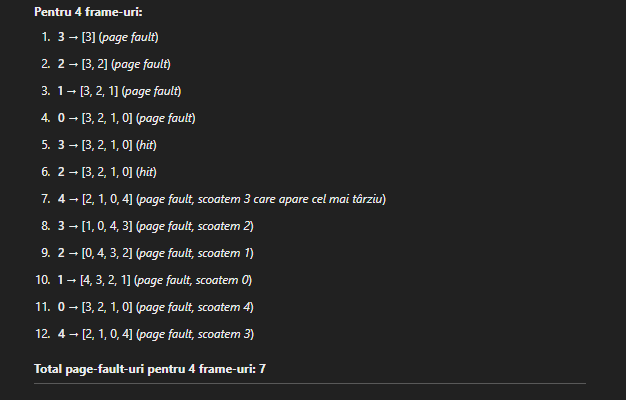 Pentru 4 frame-uri:
1. 3 → [3] (page fault)
2. 2 → [3, 2] (page fault)
3. 1 → [3, 2, 1] (page fault)
4. 0 → [3, 2, 1, 0] (page fault)
5. 3 → [3, 2, 1, 0] (hit)
6. 2 → [3, 2, 1, 0] (hit)
7. 4 → [2, 1, 0, 4] (page fault, scoatem 3 care apare cel mai târziu)
8. 3 → [1, 0, 4, 3] (page fault, scoatem 2)
9. 2 → [0, 4, 3, 2] (page fault, scoatem 1)
10. 1 → [4, 3, 2, 1] (page fault, scoatem 0)
11. 0 → [3, 2, 1, 0] (page fault, scoatem 4)
12. 4 → [2, 1, 0, 4] (page fault, scoatem 3)
Total page-fault-uri pentru 4 frame-uri: 7